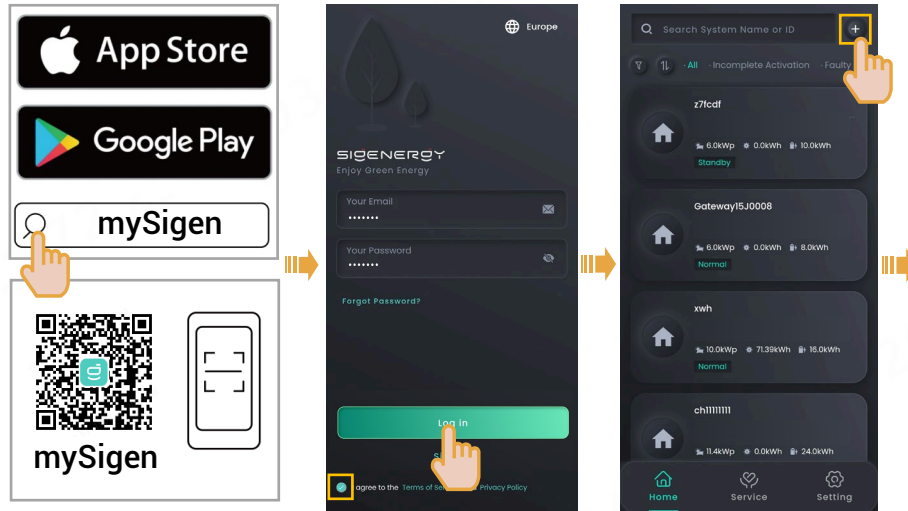 App Store
Google Play
mySigen
mySigen
Europe
SIGENERGY
Enjoy Green Energy
Your Email
•••••••
Your Password
•••••••
Forgot Password?
Log in
agree to the Terms of Privacy Policy
Search System Name or ID
All · Incomplete Activation · Faulty
z7fcdf
6.0kWp 0.0kWh 10.0kWh
Standby
Gateway15J0008
6.0kWp 0.0kWh 8.0kWh
Normal
xwh
10.0kWp 71.39kWh 16.0kWh
Normal
ch11111111
11.4kWp 0.0kWh 24.0kWh
Home Service Setting